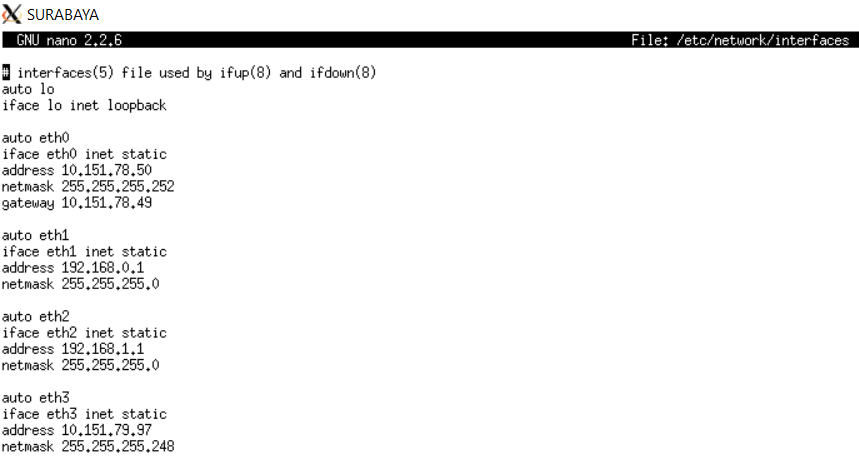 SURABAYA
GNU nano 2.2.6 File: /etc/network/interfaces
# interfaces(5) file used by ifup(8) and ifdown(8)
auto lo
iface lo inet loopback
auto eth0
iface eth0 inet static
address 10.151.78.50
netmask 255.255.255.252
gateway 10.151.78.49
auto eth1
iface eth1 inet static
address 192.168.0.1
netmask 255.255.255.0
auto eth2
iface eth2 inet static
address 192.168.1.1
netmask 255.255.255.0
auto eth3
iface eth3 inet static
address 10.151.79.97
netmask 255.255.255.248